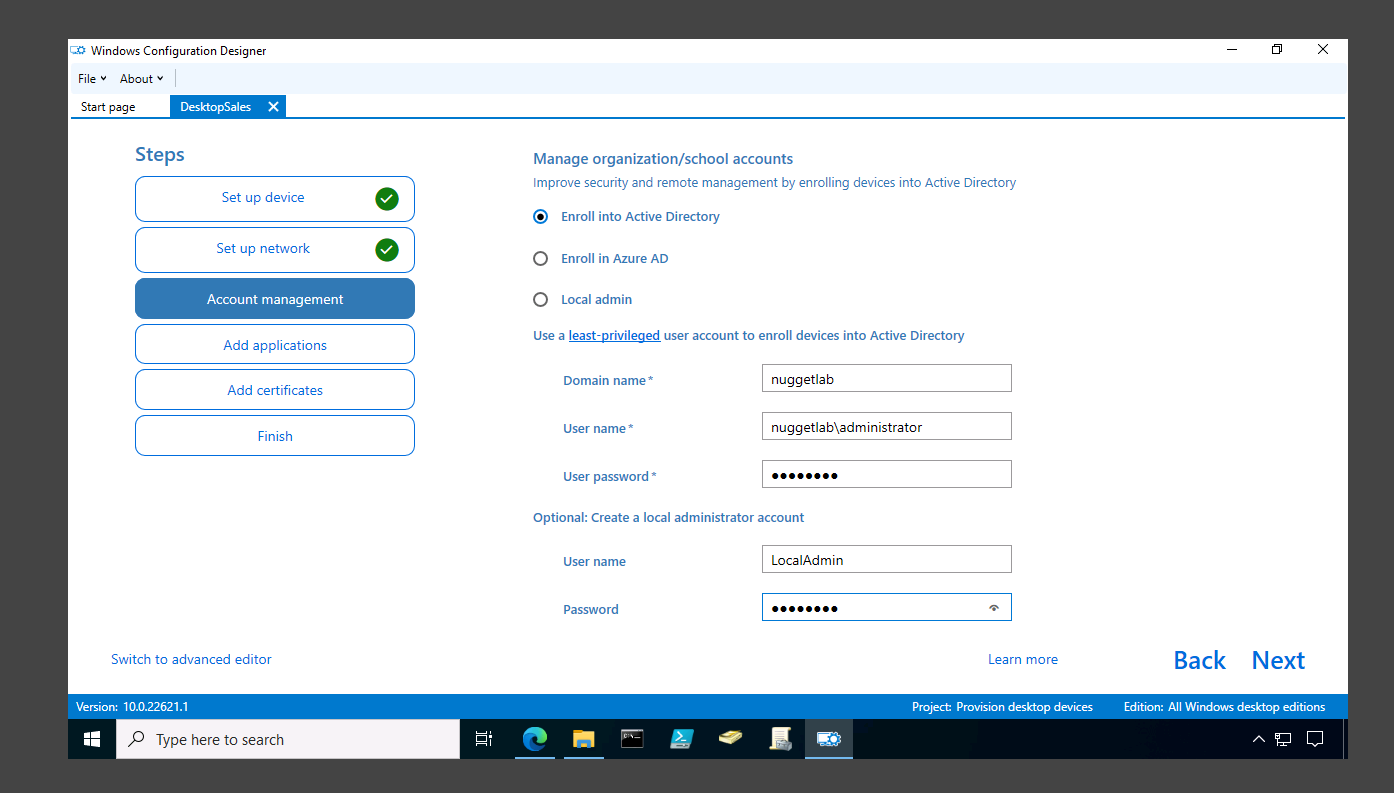 Windows Configuration Designer
File About
Start page DesktopSales
Steps
Set up device
Set up network
Account management
Add applications
Add certificates
Finish
Manage organization/school accounts
Improve security and remote management by enrolling devices into Active Directory
Enroll into Active Directory
Enroll in Azure AD
Local admin
Use a least-privileged user account to enroll devices into Active Directory
Domain name* nuggetlab
User name* nuggetlab\administrator
User password* ●●●●●●●●
Optional: Create a local administrator account
User name LocalAdmin
Password ●●●●●●●●
Switch to advanced editor
Learn more
Back Next
Version: 10.0.22621.1
Project: Provision desktop devices
Edition: All Windows desktop editions
Type here to search